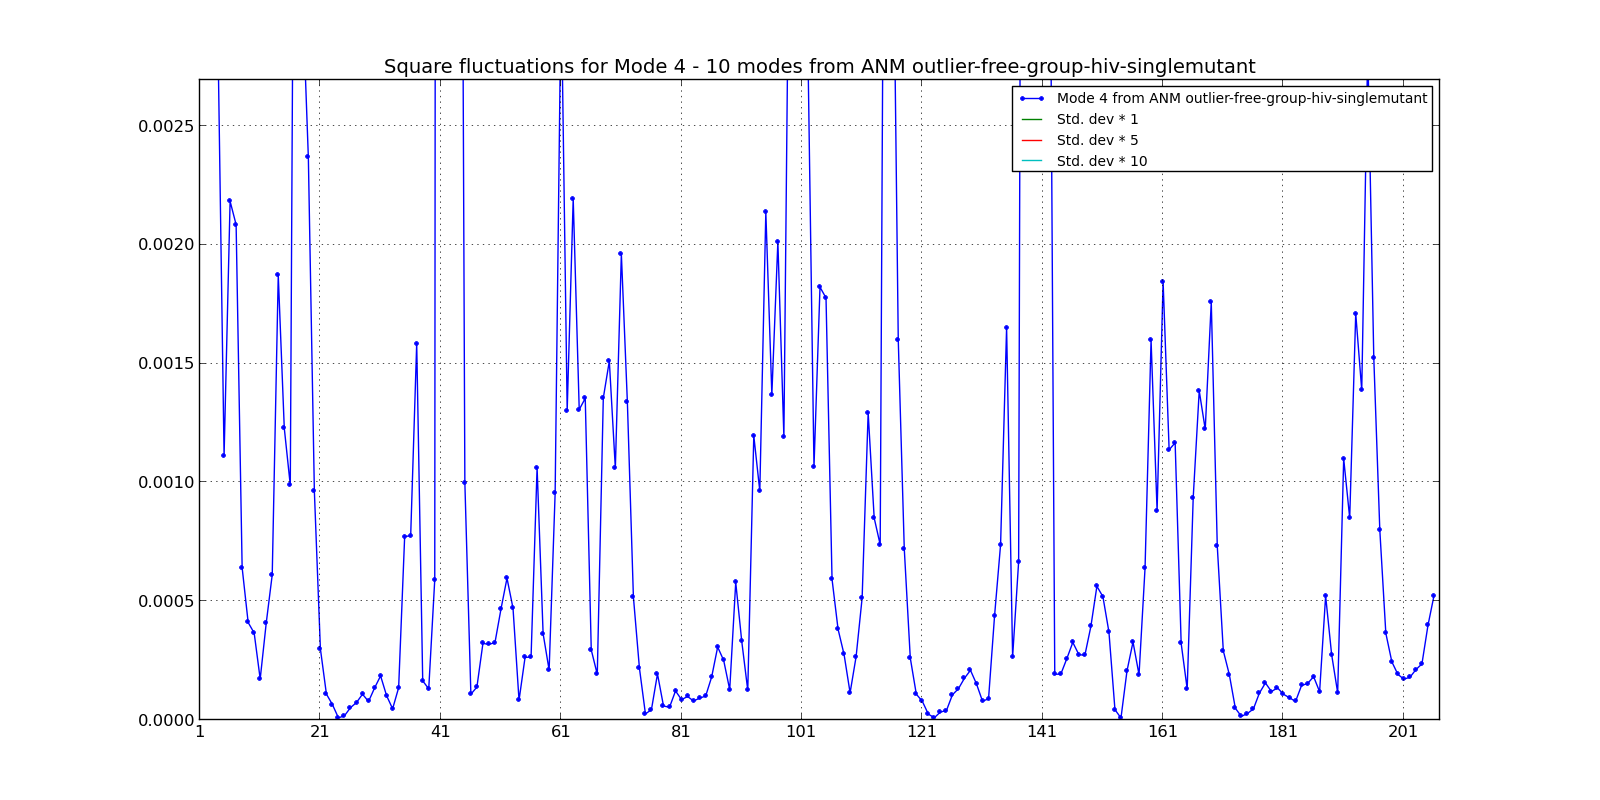 Square fluctuations for Mode 4 - 10 modes from ANM outlier-free-group-hiv-singlemutant
Mode 4 from ANM outlier-free-group-hiv-singlemutant
Std. dev * 1
Std. dev * 5
Std. dev * 10
0.0025
0.0020
0.0015
0.0010
0.0005
0.0000
1 21 41 61 81 101 121 141 161 181 201